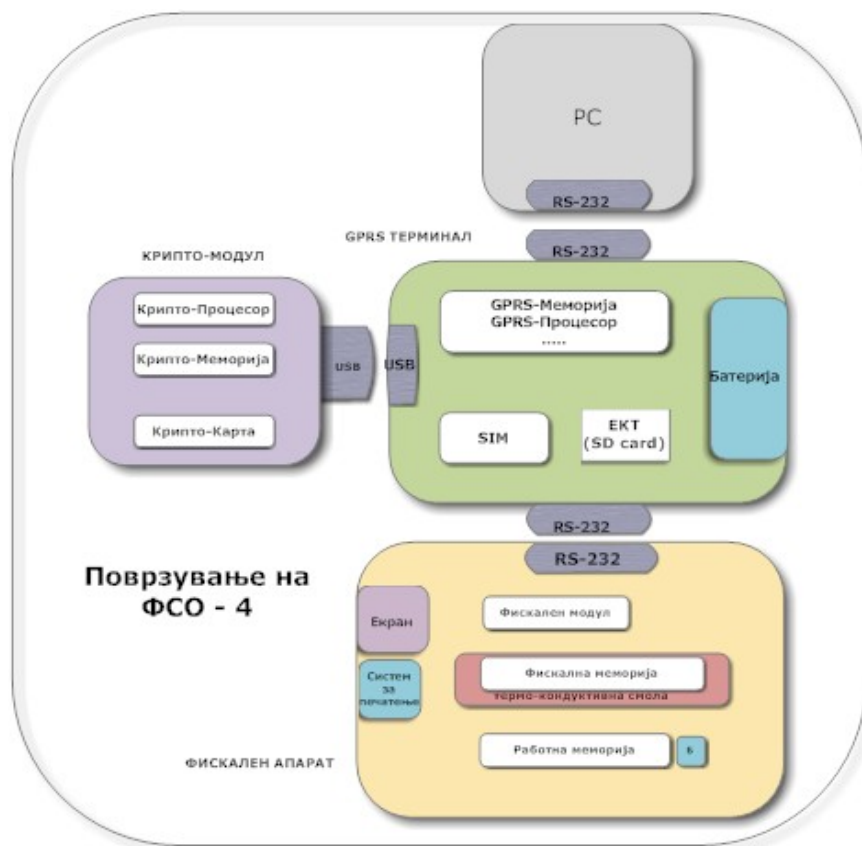 PC
RS-232
GPRS ТЕРМИНАЛ
RS-232
КРИПТО-МОДУЛ
Крипто-Процесор
Крипто-Меморија
Крипто-Карта
USB
USB
GPRS-Меморија
GPRS-Процесор
.....
Батерија
SIM
ЕКТ
(SD card)
RS-232
RS-232
Поврзување на
ФСО - 4
Екран
Систем
за
печатење
Фискален модул
Фискална меморија
термо-кондуктивна смола
Работна меморија
Б
ФИСКАЛЕН АПАРАТ